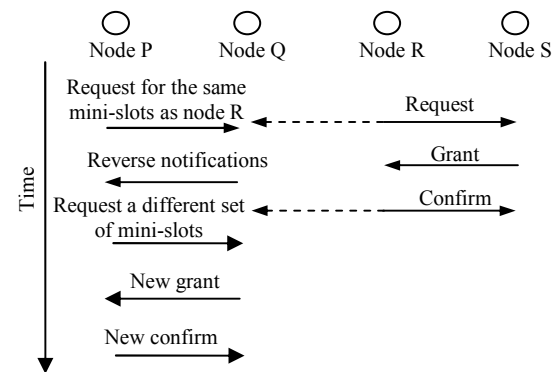 Node P Node Q Node R Node S
Request for the same
mini-slots as node R
Request
Reverse notifications
Grant
Request a different set
of mini-slots
Confirm
New grant
New confirm
Time